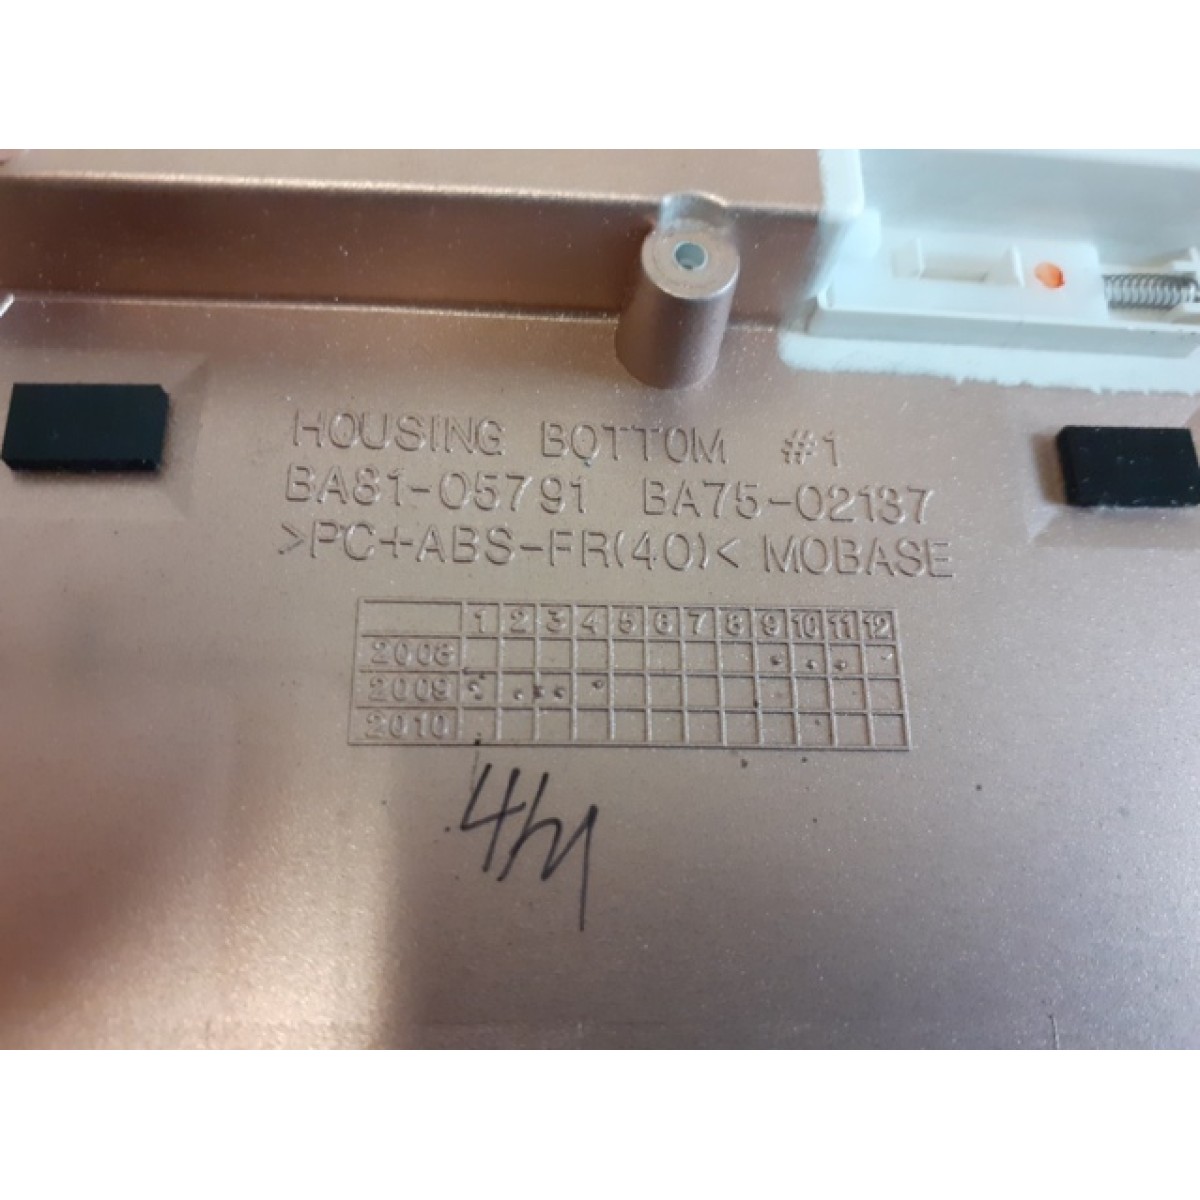 HOUSING BOTTOM #1
BA81-05791 BA75-02137
>PC+ABS-FR(40)< MOBASE
1 2 3 4 5 6 7 8 9 10 11 12
2008
2009
2010